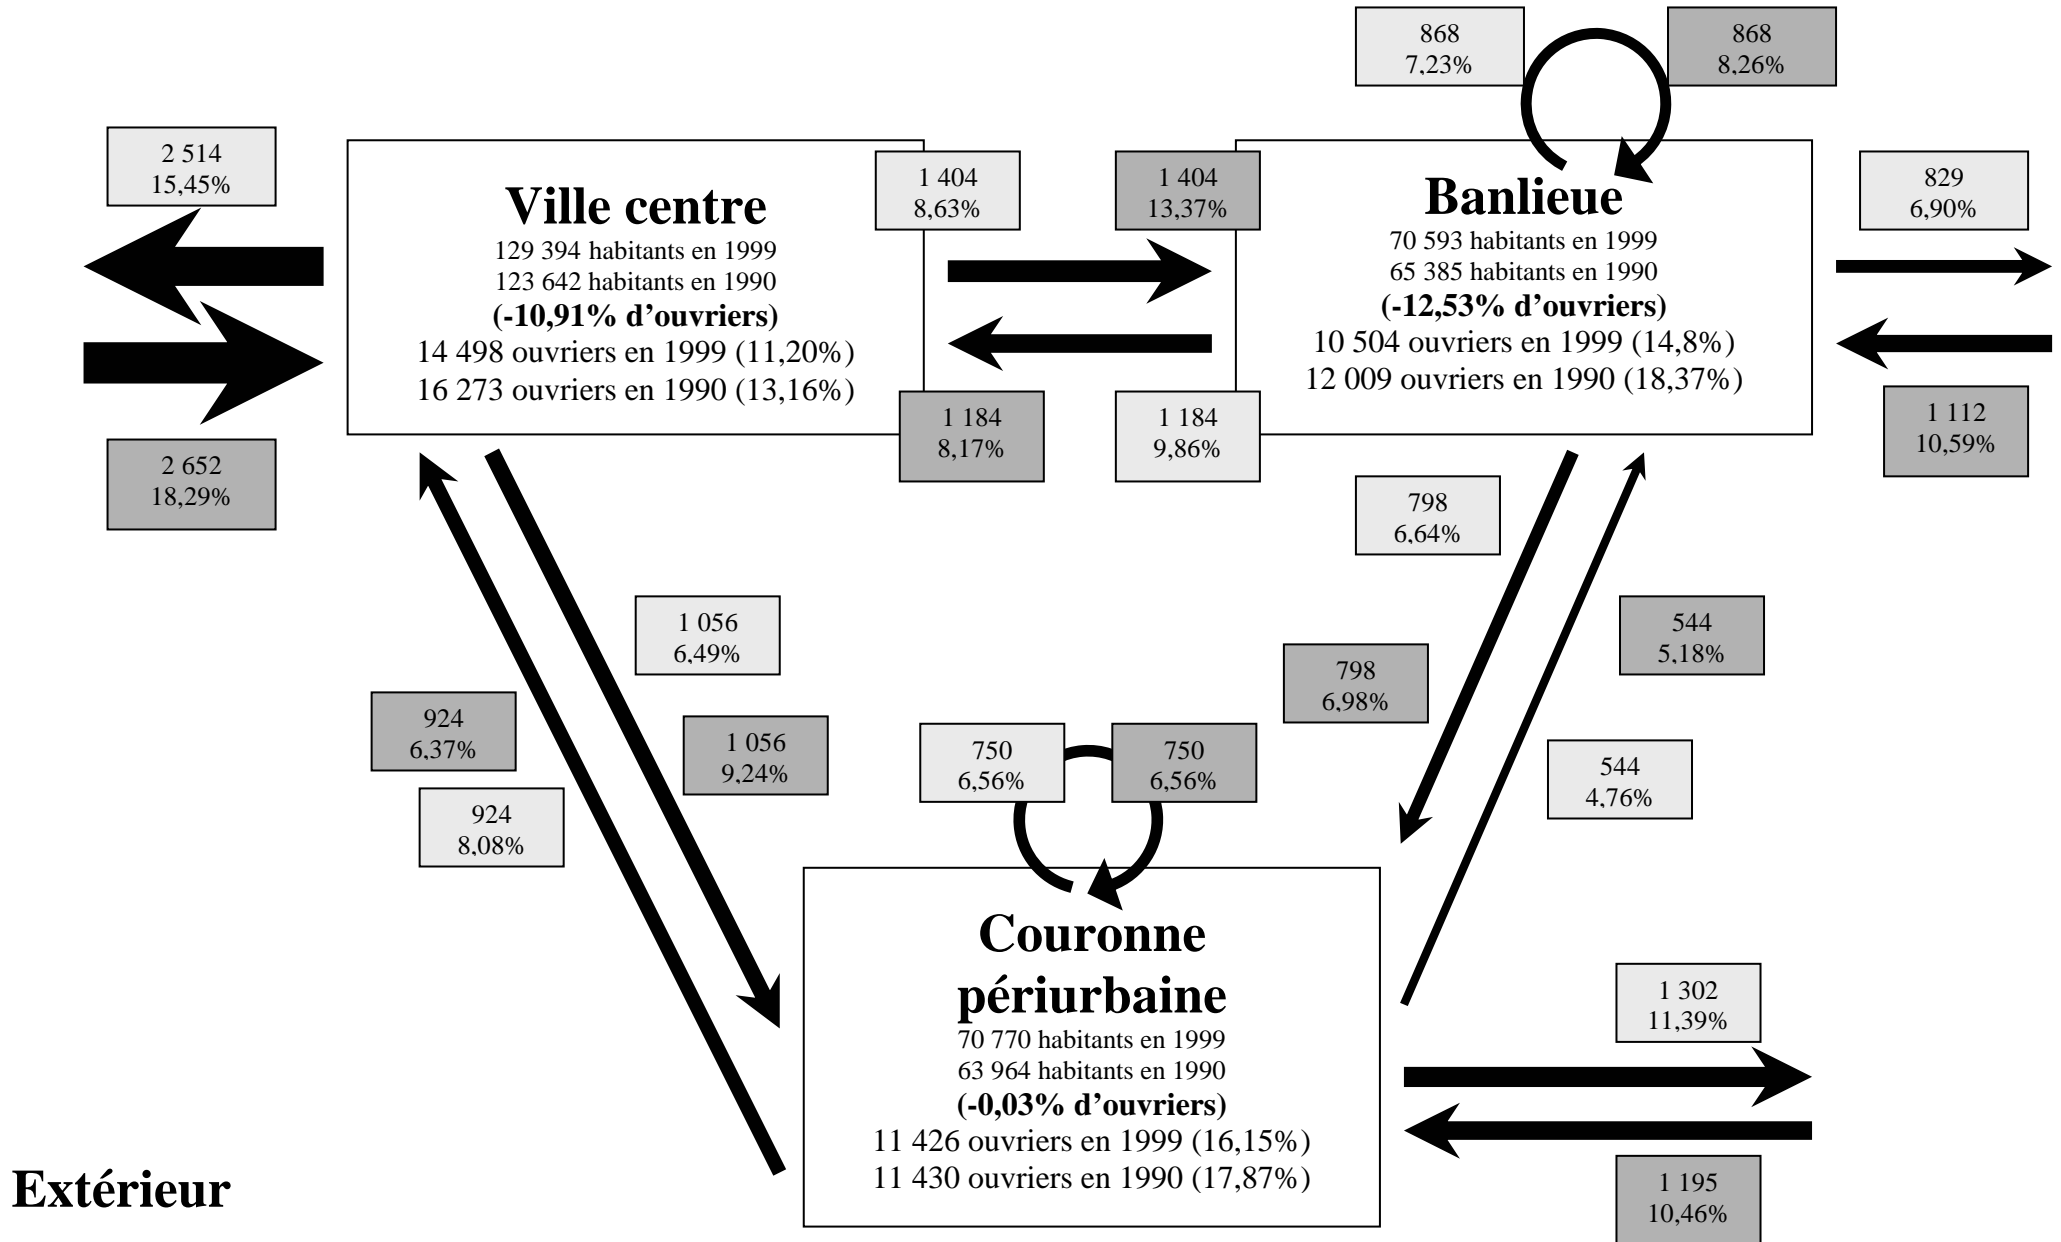 868
7,23%
868
8,26%
2 514
15,45%
Ville centre
129 394 habitants en 1999
123 642 habitants en 1990
(-10,91% d’ouvriers)
14 498 ouvriers en 1999 (11,20%)
16 273 ouvriers en 1990 (13,16%)
1 404
8,63%
1 404
13,37%
Banlieue
70 593 habitants en 1999
65 385 habitants en 1990
(-12,53% d’ouvriers)
10 504 ouvriers en 1999 (14,8%)
12 009 ouvriers en 1990 (18,37%)
829
6,90%
2 652
18,29%
1 184
8,17%
1 184
9,86%
1 112
10,59%
798
6,64%
1 056
6,49%
544
5,18%
798
6,98%
924
6,37%
1 056
9,24%
750
6,56%
750
6,56%
544
4,76%
924
8,08%
Couronne
périurbaine
70 770 habitants en 1999
63 964 habitants en 1990
(-0,03% d’ouvriers)
11 426 ouvriers en 1999 (16,15%)
11 430 ouvriers en 1990 (17,87%)
1 302
11,39%
1 195
10,46%
Extérieur